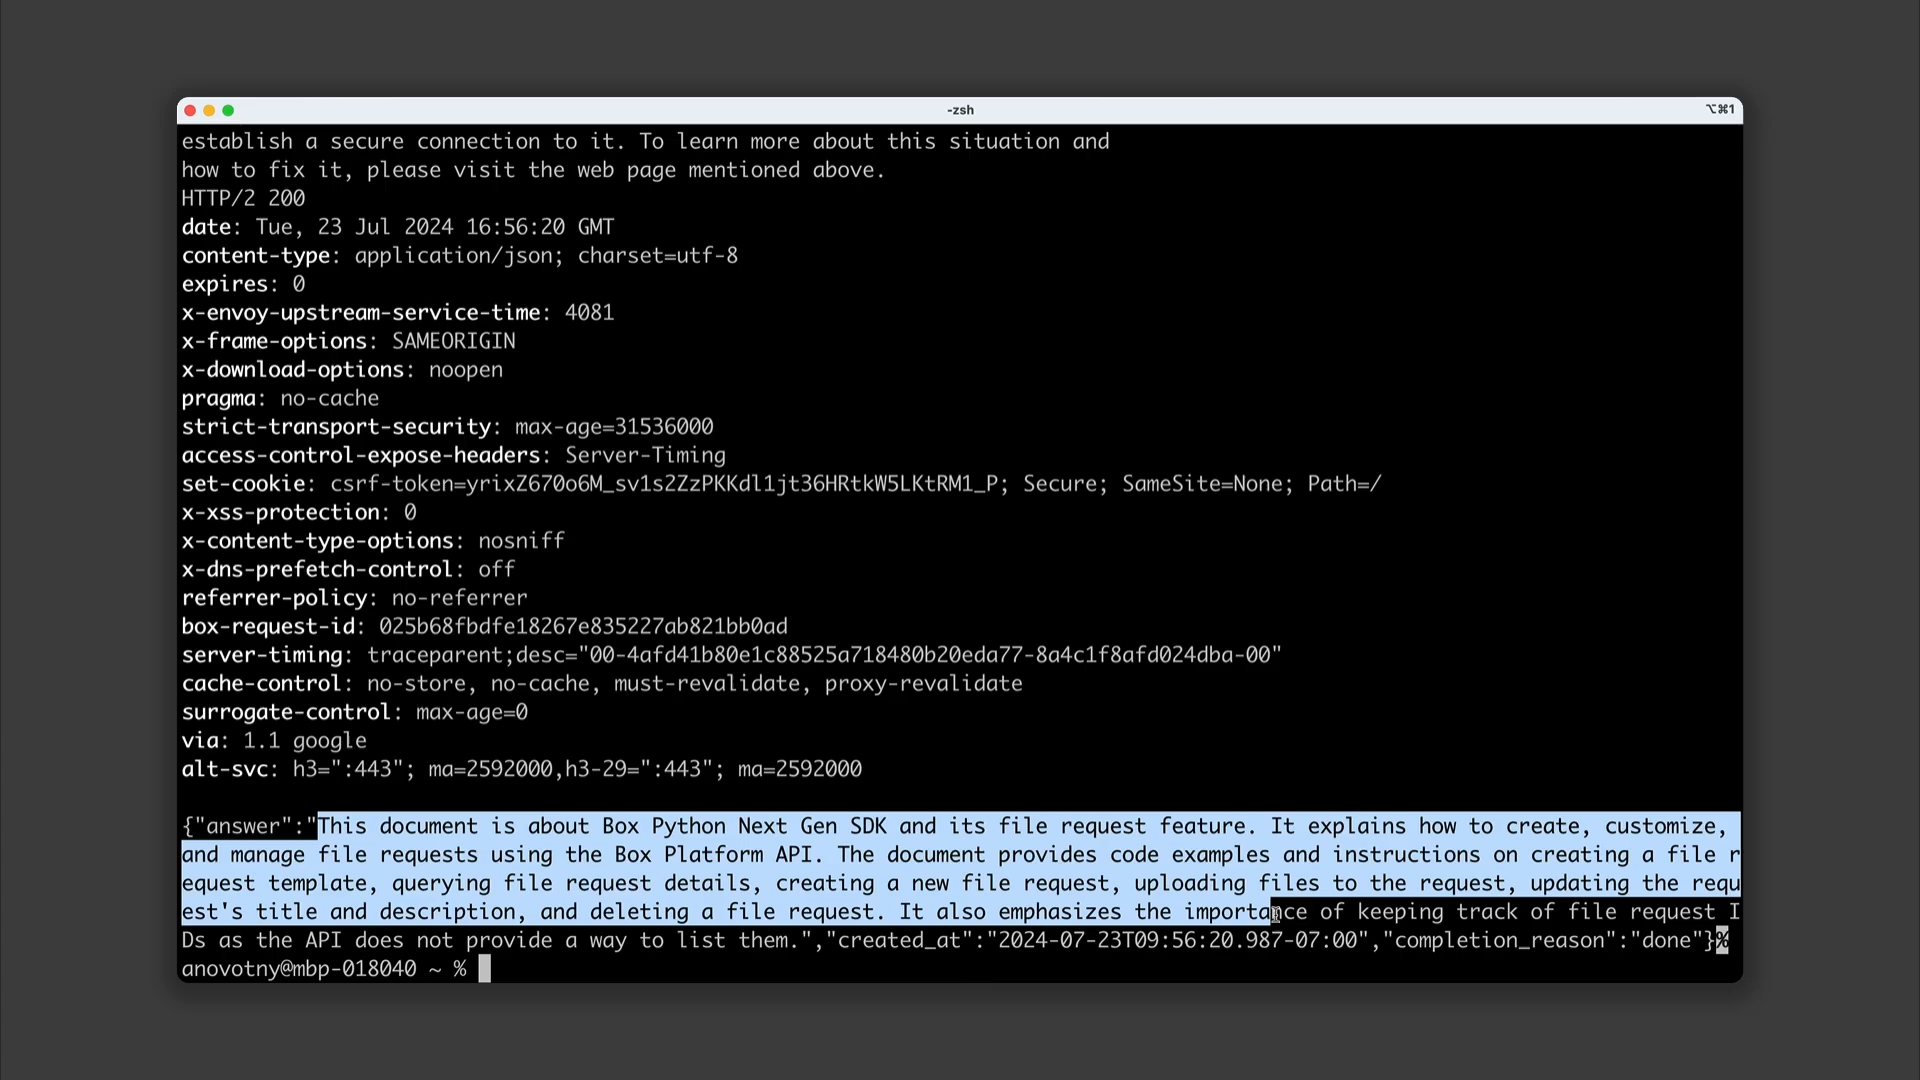 -zsh
⌥⌘1
establish a secure connection to it. To learn more about this situation and
how to fix it, please visit the web page mentioned above.
HTTP/2 200
date: Tue, 23 Jul 2024 16:56:20 GMT
content-type: application/json; charset=utf-8
expires: 0
x-envoy-upstream-service-time: 4081
x-frame-options: SAMEORIGIN
x-download-options: noopen
pragma: no-cache
strict-transport-security: max-age=31536000
access-control-expose-headers: Server-Timing
set-cookie: csrf-token=yrixZ670o6M_sv1s2ZzPKKdl1jt36HRtkW5LKtRM1_P; Secure; SameSite=None; Path=/
x-xss-protection: 0
x-content-type-options: nosniff
x-dns-prefetch-control: off
referrer-policy: no-referrer
box-request-id: 025b68fbdfe18267e835227ab821bb0ad
server-timing: traceparent;desc="00-4afd41b80e1c88525a718480b20eda77-8a4c1f8afd024dba-00"
cache-control: no-store, no-cache, must-revalidate, proxy-revalidate
surrogate-control: max-age=0
via: 1.1 google
alt-svc: h3=":443"; ma=2592000,h3-29=":443"; ma=2592000
{"answer":"This document is about Box Python Next Gen SDK and its file request feature. It explains how to create, customize,
and manage file requests using the Box Platform API. The document provides code examples and instructions on creating a file r
equest template, querying file request details, creating a new file request, uploading files to the request, updating the requ
est's title and description, and deleting a file request. It also emphasizes the importance of keeping track of file request I
Ds as the API does not provide a way to list them.","created_at":"2024-07-23T09:56:20.987-07:00","completion_reason":"done"}%
anovotny@mbp-018040 ~ %